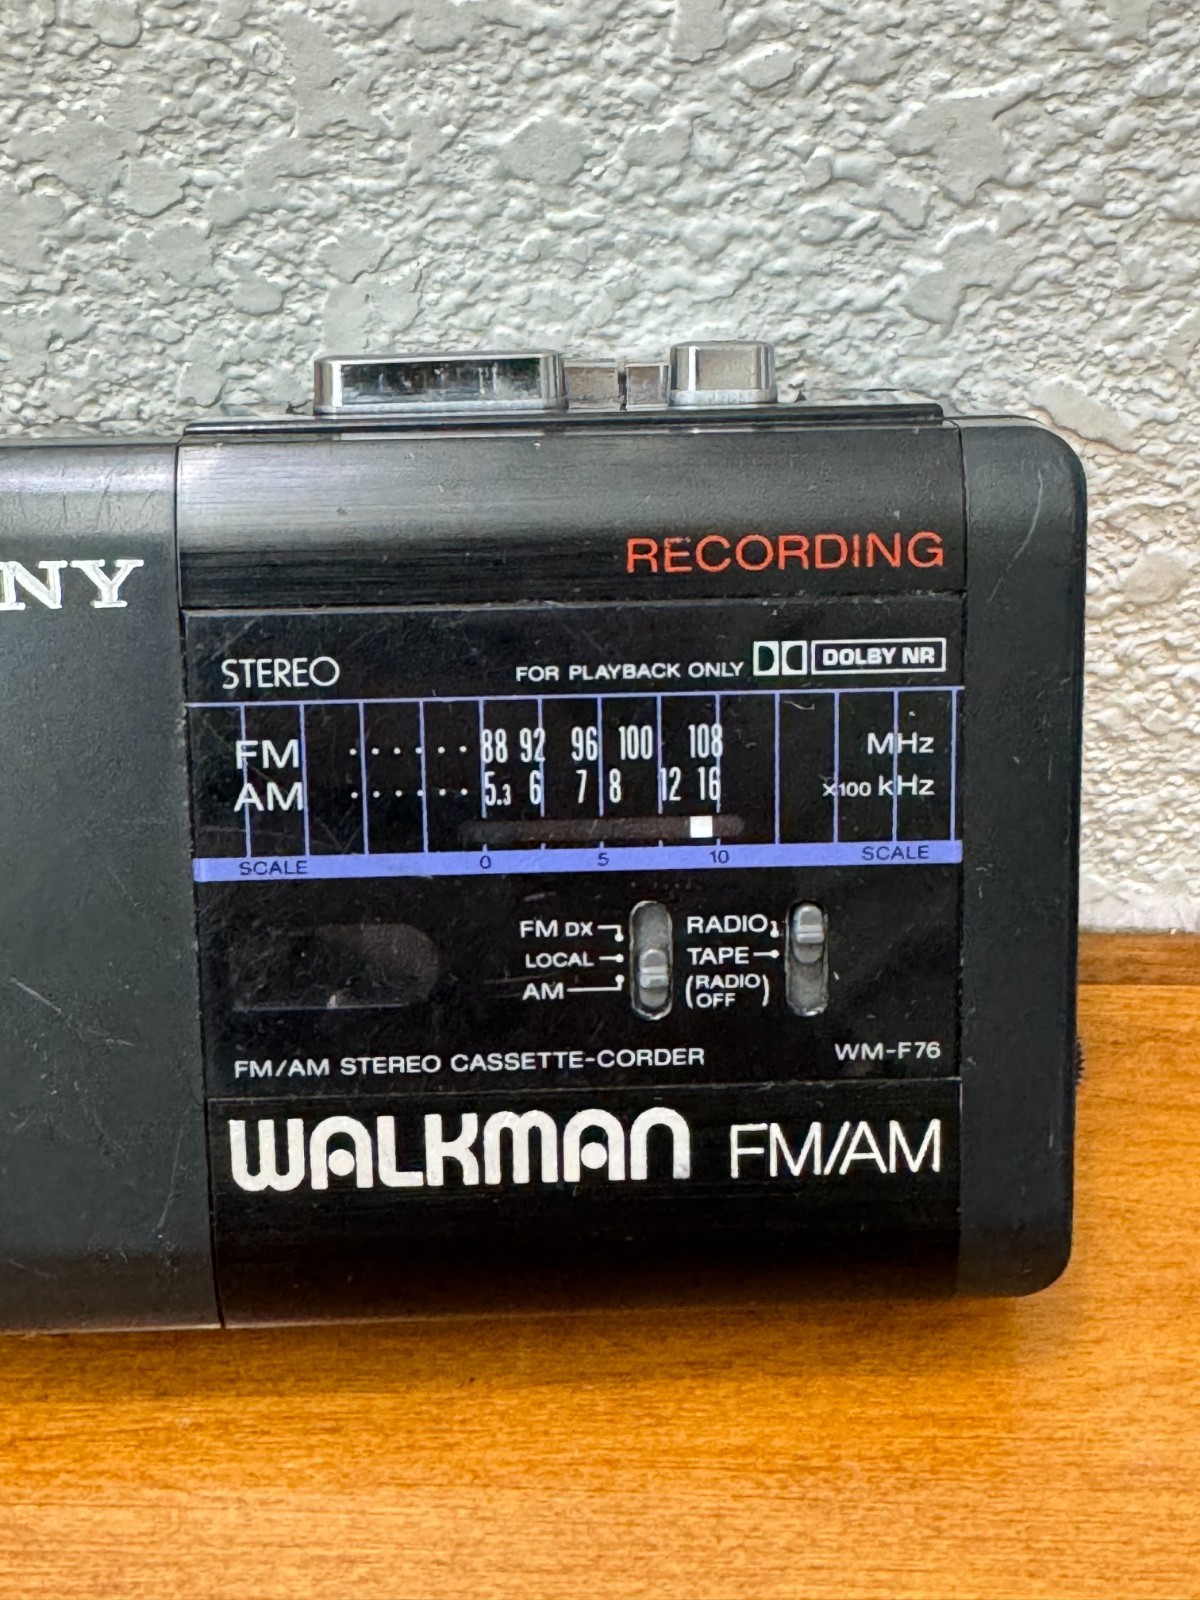 RECORDING
NY
STEREO FOR PLAYBACK ONLY DOLBY NR
FM ······ 88 92 96 100 108 MHz
AM ······ 5.3 6 7 8 12 16 x100 kHz
SCALE 0 5 10 SCALE
FM DX RADIO
LOCAL TAPE
AM (RADIO OFF)
FM/AM STEREO CASSETTE-CORDER WM-F76
WALKMAN FM/AM